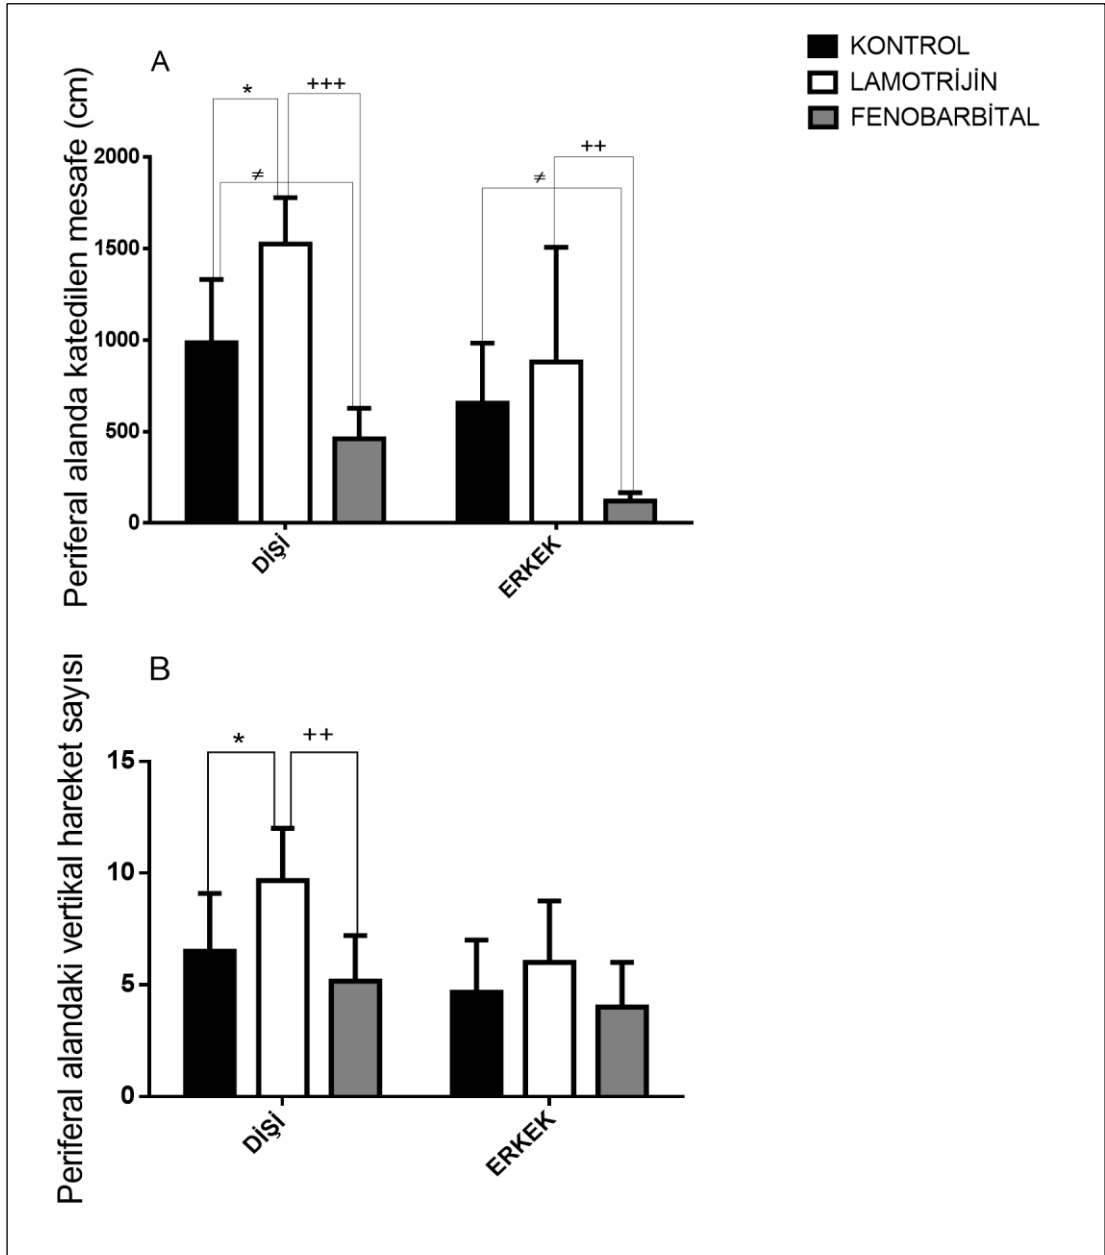 KONTROL
LAMOTRİJİN
FENOBARBİTAL
A
Periferal alanda katedilen mesafe (cm)
* +++
≠
++
≠
2000
1500
1000
500
0
DİŞİ
ERKEK
B
Periferal alandaki vertikal hareket sayısı
* ++
15
10
5
0
DİŞİ
ERKEK